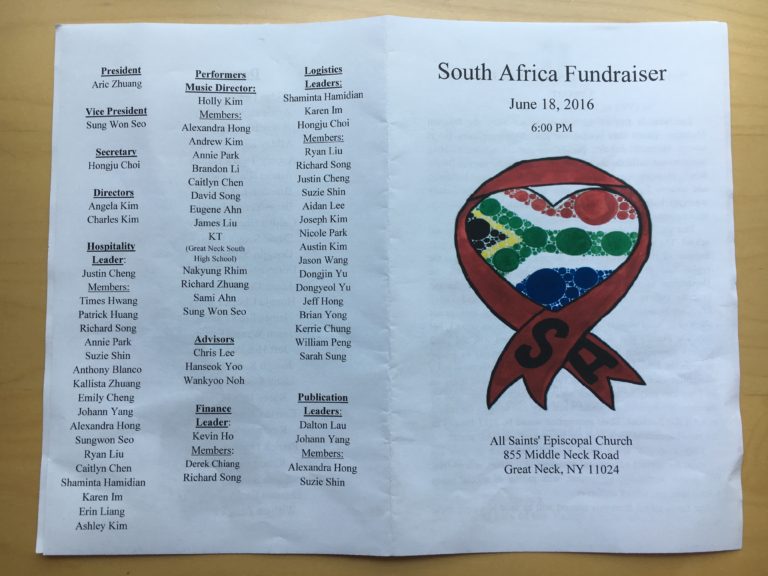 President
Aric Zhuang
Vice President
Sung Won Seo
Secretary
Hongju Choi
Directors
Angela Kim
Charles Kim
Hospitality
Leader:
Justin Cheng
Members:
Times Hwang
Patrick Huang
Richard Song
Annie Park
Suzie Shin
Anthony Blanco
Kallista Zhuang
Emily Cheng
Johann Yang
Alexandra Hong
Sungwon Seo
Ryan Liu
Caitlyn Chen
Shaminta Hamidian
Karen Im
Erin Liang
Ashley Kim
Performers
Music Director:
Holly Kim
Members:
Alexandra Hong
Andrew Kim
Annie Park
Brandon Li
Caitlyn Chen
David Song
Eugene Ahn
James Liu
KT
(Great Neck South
High School)
Nakyung Rhim
Richard Zhuang
Sami Ahn
Sung Won Seo
Advisors
Chris Lee
Hanseok Yoo
Wankyoo Noh
Finance
Leader:
Kevin Ho
Members:
Derek Chiang
Richard Song
Logistics
Leaders:
Shaminta Hamidian
Karen Im
Hongju Choi
Members:
Ryan Liu
Richard Song
Justin Cheng
Suzie Shin
Aidan Lee
Joseph Kim
Nicole Park
Austin Kim
Jason Wang
Dongjin Yu
Dongyeol Yu
Jeff Hong
Brian Yong
Kerrie Chung
William Peng
Sarah Sung
Publication
Leaders:
Dalton Lau
Johann Yang
Members:
Alexandra Hong
Suzie Shin
South Africa Fundraiser
June 18, 2016
6:00 PM
SA
All Saints' Episcopal Church
855 Middle Neck Road
Great Neck, NY 11024